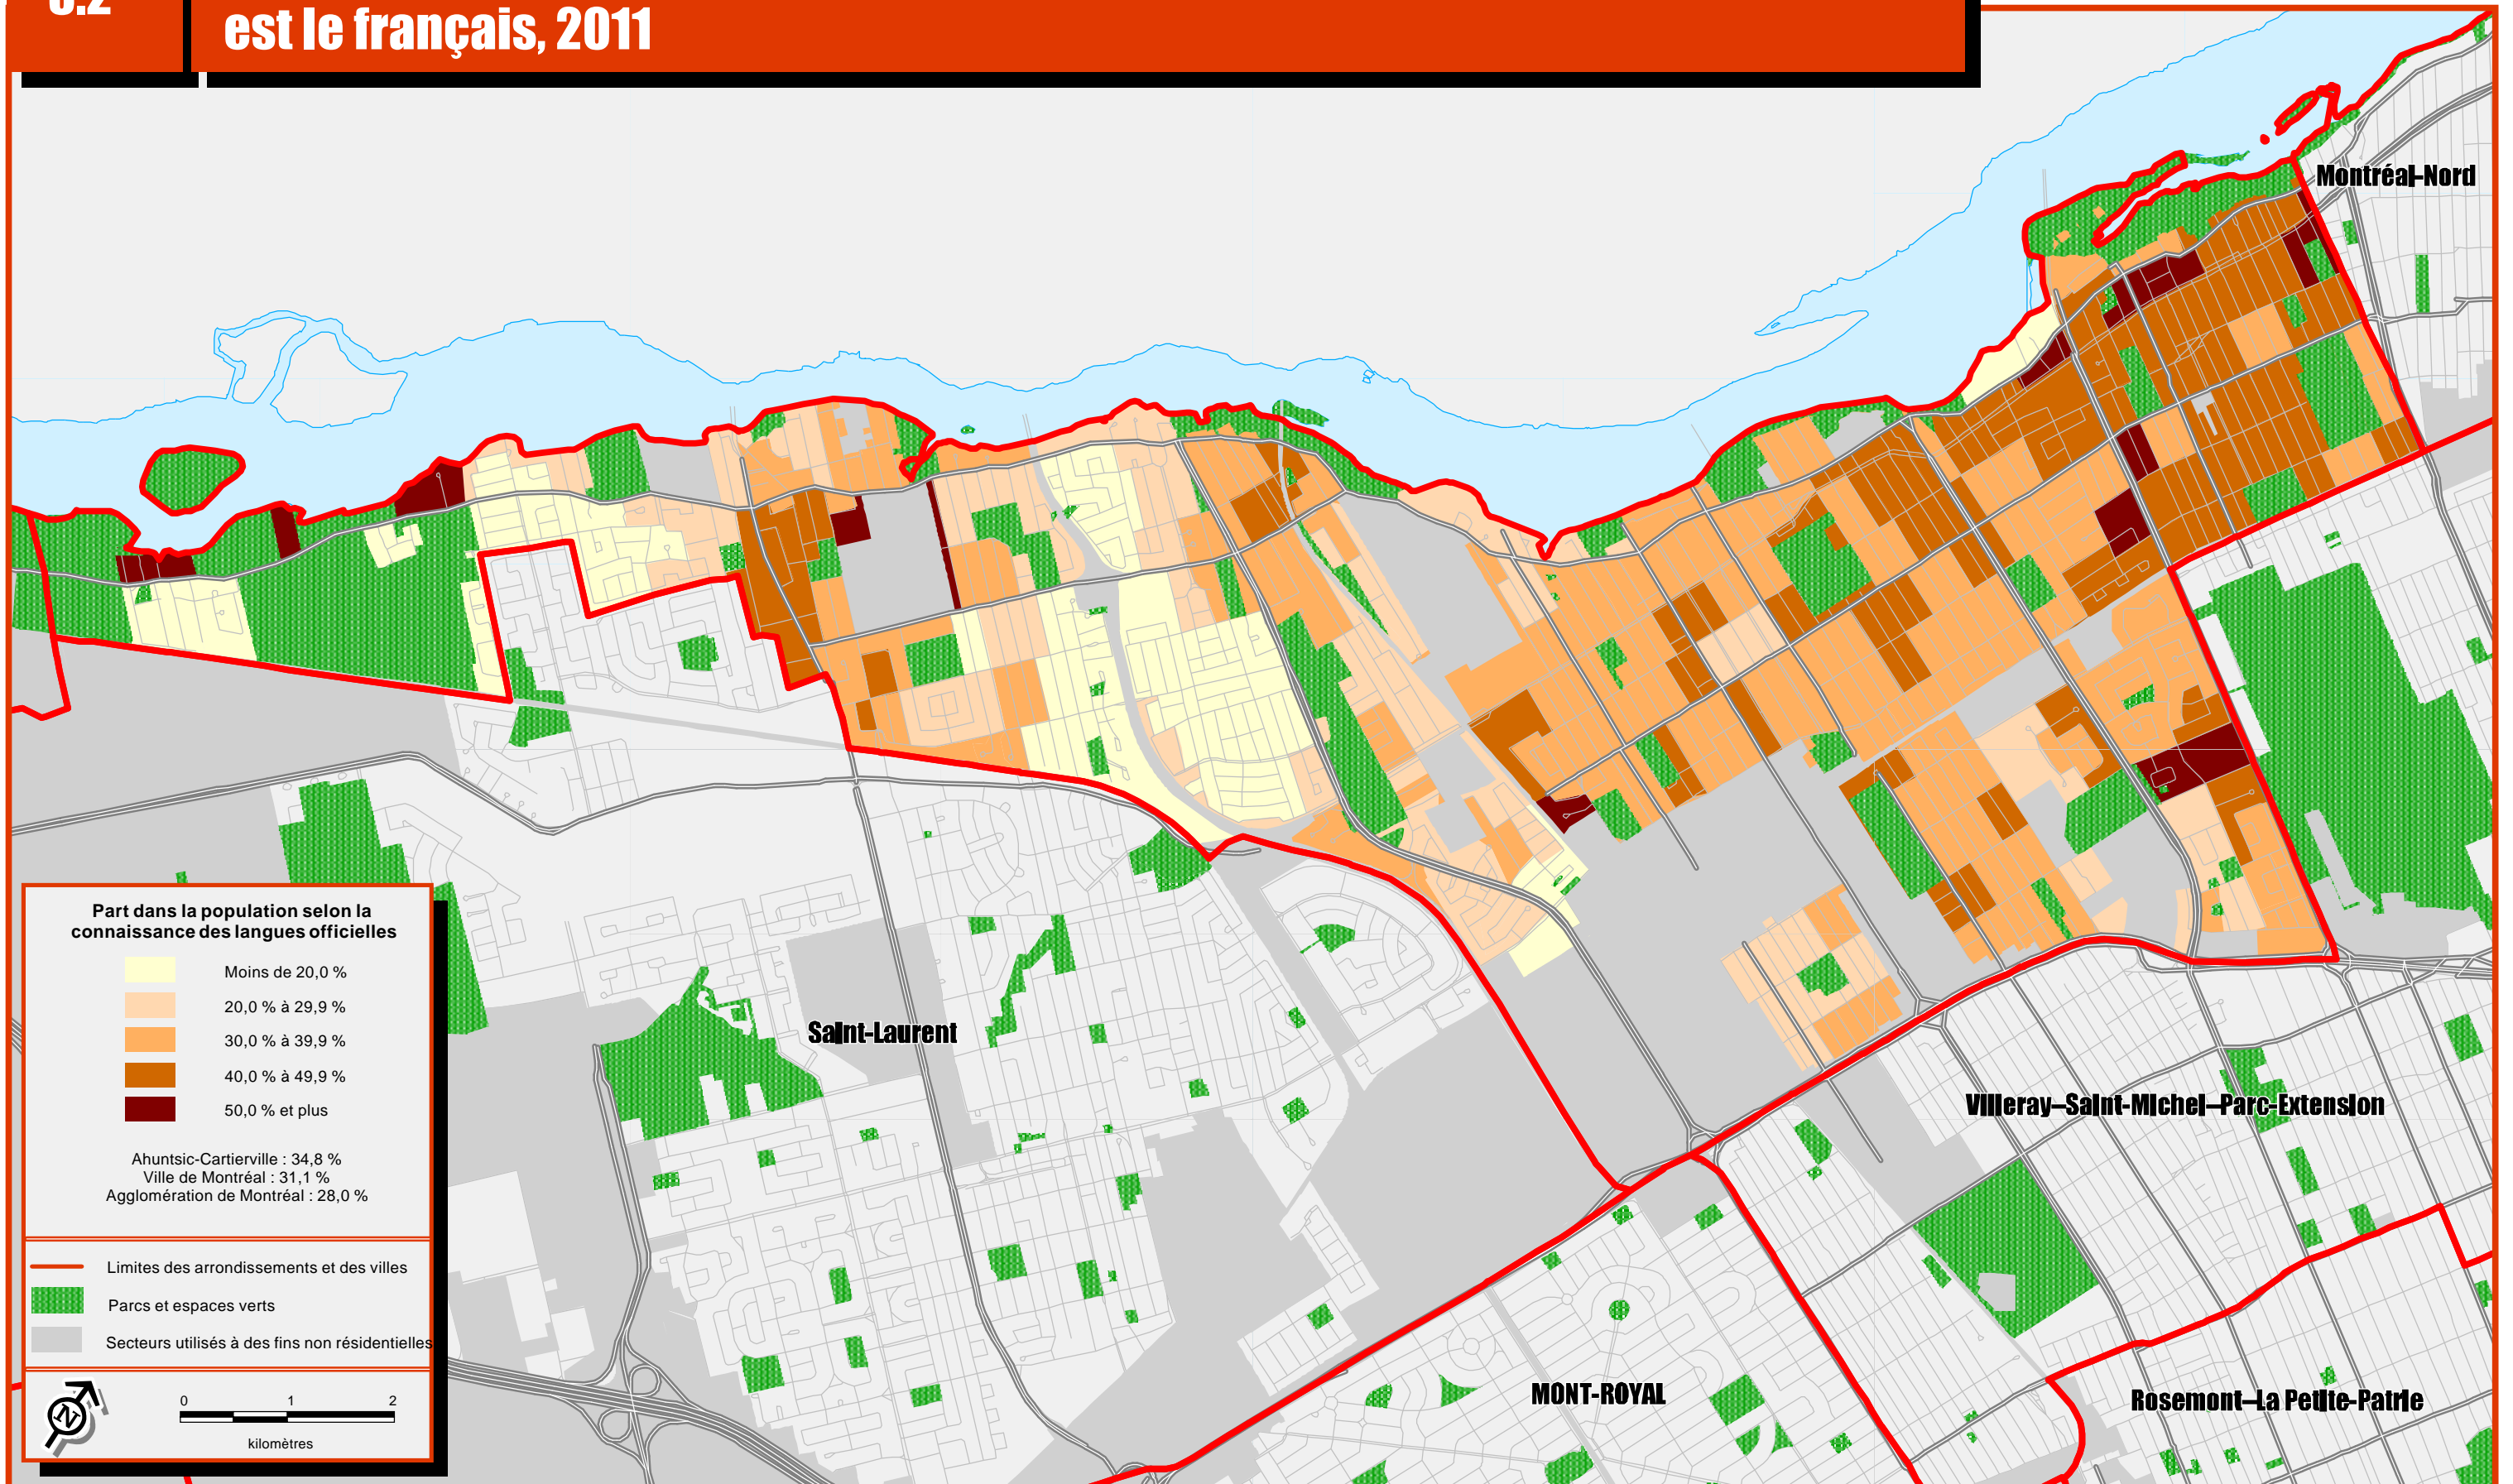 est le français, 2011
Montréal-Nord
Saint-Laurent
Villeray–Saint-Michel–Parc-Extension
MONT-ROYAL
Rosemont–La Petite-Patrie
Part dans la population selon la
connaissance des langues officielles
Moins de 20,0 %
20,0 % à 29,9 %
30,0 % à 39,9 %
40,0 % à 49,9 %
50,0 % et plus
Ahuntsic-Cartierville : 34,8 %
Ville de Montréal : 31,1 %
Agglomération de Montréal : 28,0 %
Limites des arrondissements et des villes
Parcs et espaces verts
Secteurs utilisés à des fins non résidentielles
N
0 1 2
kilomètres